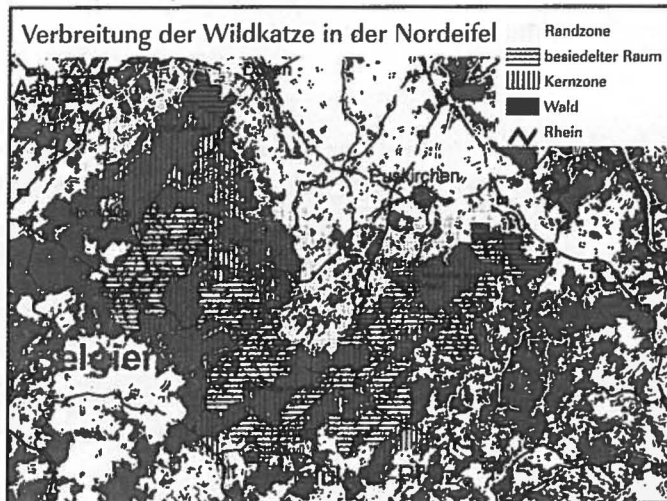 Verbreitung der Wildkatze in der Nordeifel
Randzone
besiedelter Raum
Kernzone
Wald
Rhein
Euskirchen